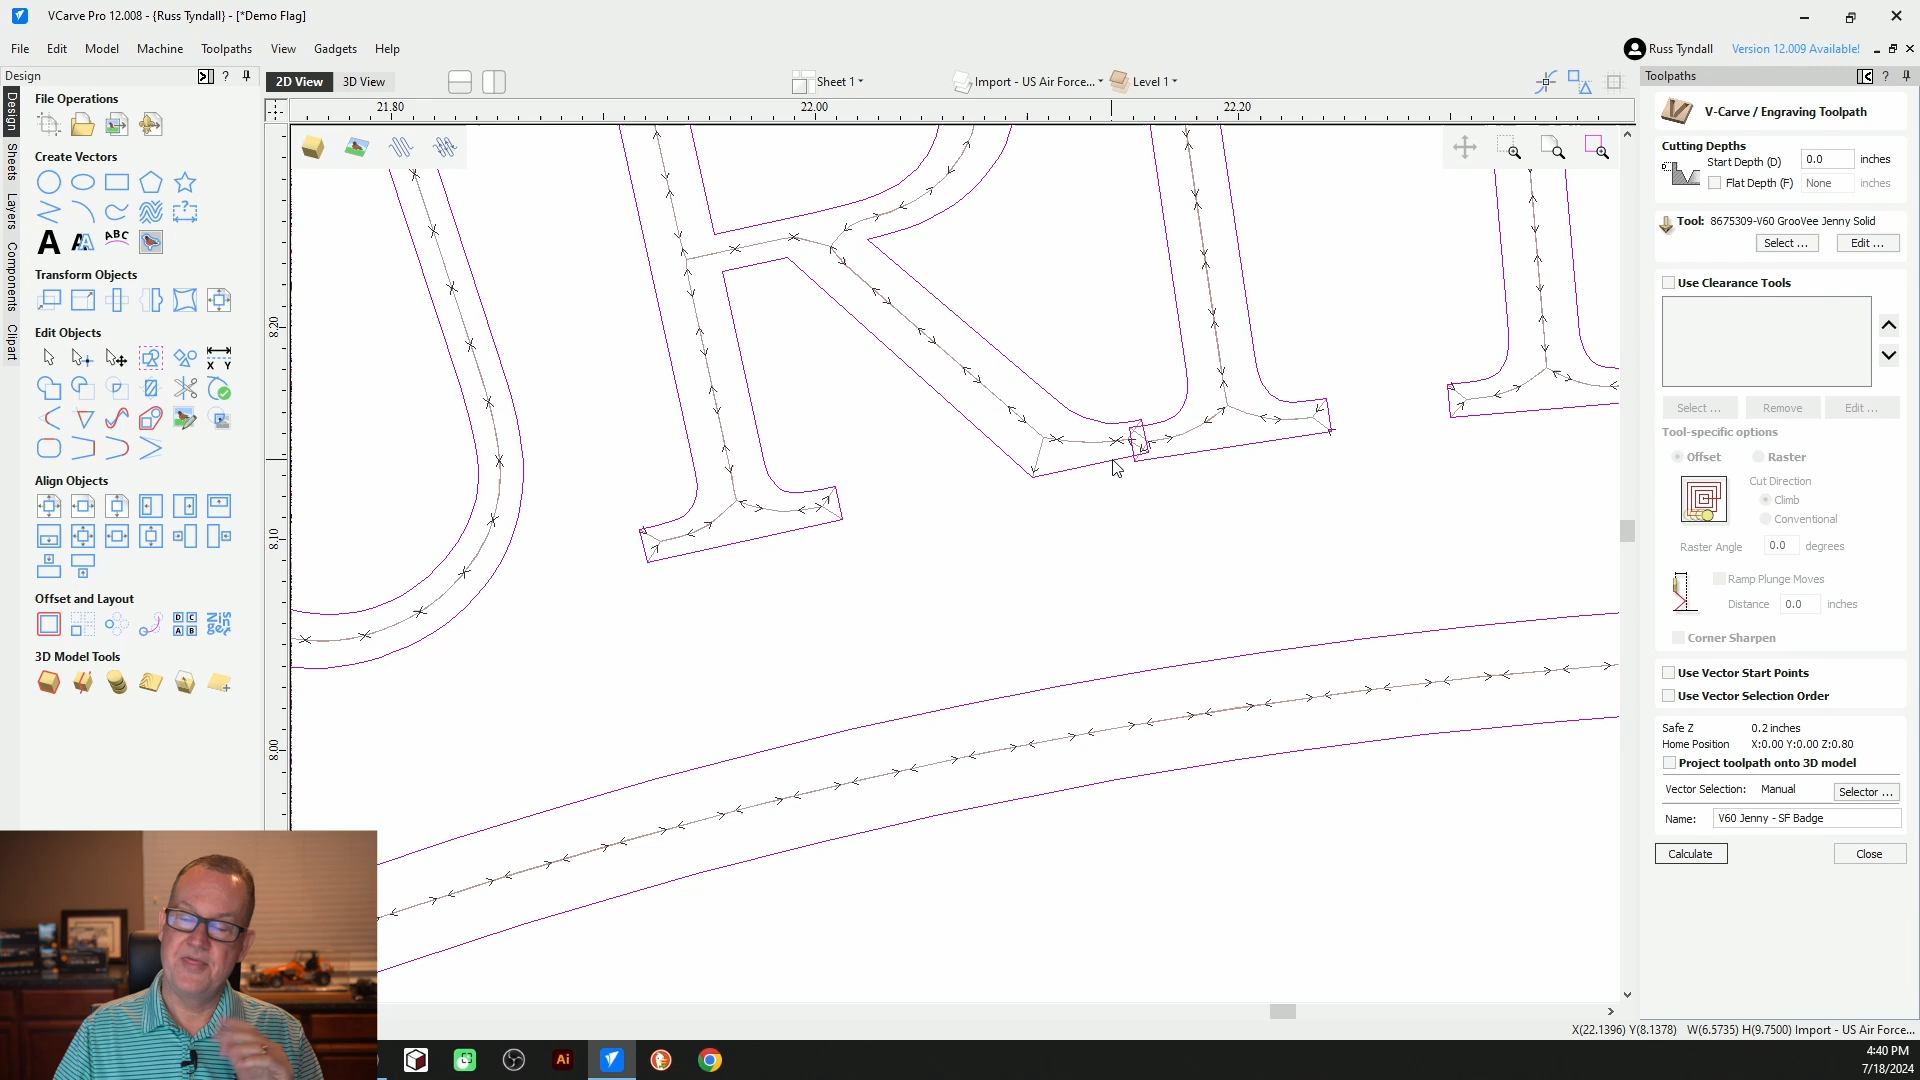 VCarve Pro 12.008 - {Russ Tyndall} - [*Demo Flag]
File Edit Model Machine Toolpaths View Gadgets Help
Russ Tyndall Version 12.009 Available!
Design
2D View 3D View
Sheet 1
Import - US Air Force...
Level 1
Toolpaths
Design
Sheets
Layers
Components
Clipart
File Operations
Create Vectors
A A ABC
Transform Objects
Edit Objects
X Y
Align Objects
Offset and Layout
3D Model Tools
21.80 22.00 22.20
8.20
8.10
8.00
V-Carve / Engraving Toolpath
Cutting Depths
Start Depth (D) 0.0 inches
Flat Depth (F) None inches
Tool: 8675309-V60 GrooVee Jenny Solid
Select ... Edit ...
Use Clearance Tools
Select ... Remove Edit ...
Tool-specific options
Offset Raster
Cut Direction
Climb
Conventional
Raster Angle 0.0 degrees
Ramp Plunge Moves
Distance 0.0 inches
Corner Sharpen
Use Vector Start Points
Use Vector Selection Order
Safe Z 0.2 inches
Home Position X:0.00 Y:0.00 Z:0.80
Project toolpath onto 3D model
Vector Selection: Manual Selector ...
Name: V60 Jenny - SF Badge
Calculate Close
X(22.1396) Y(8.1378) W(6.5735) H(9.7500) Import - US Air Force...
Ai
4:40 PM
7/18/2024